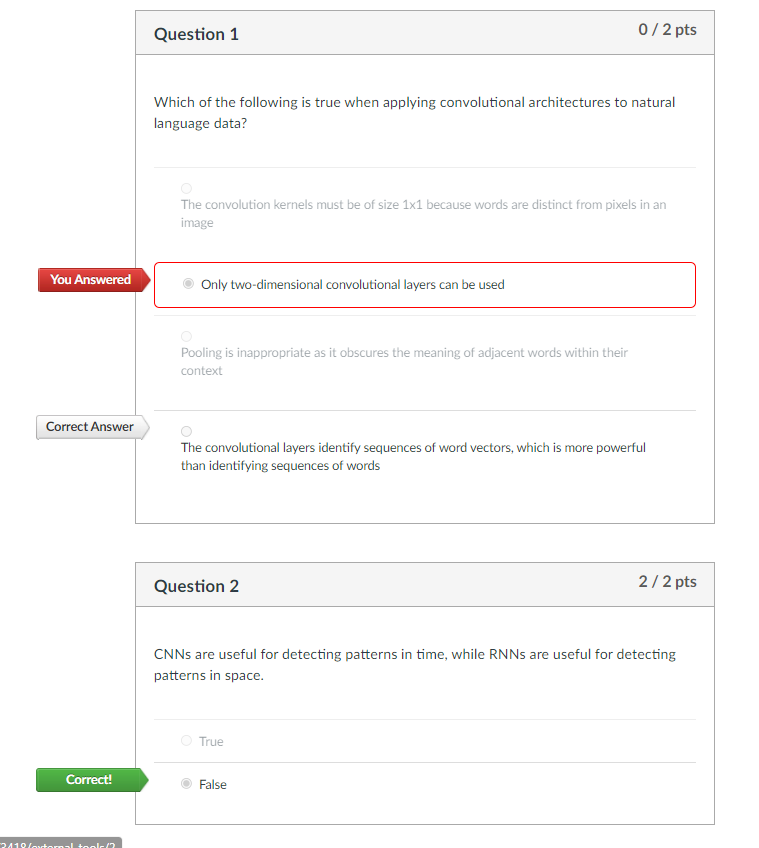 Question 1
0 / 2 pts
Which of the following is true when applying convolutional architectures to natural
language data?
The convolution kernels must be of size 1x1 because words are distinct from pixels in an
image
You Answered
Only two-dimensional convolutional layers can be used
Pooling is inappropriate as it obscures the meaning of adjacent words within their
context
Correct Answer
The convolutional layers identify sequences of word vectors, which is more powerful
than identifying sequences of words
Question 2
2 / 2 pts
CNNs are useful for detecting patterns in time, while RNNs are useful for detecting
patterns in space.
True
Correct!
False